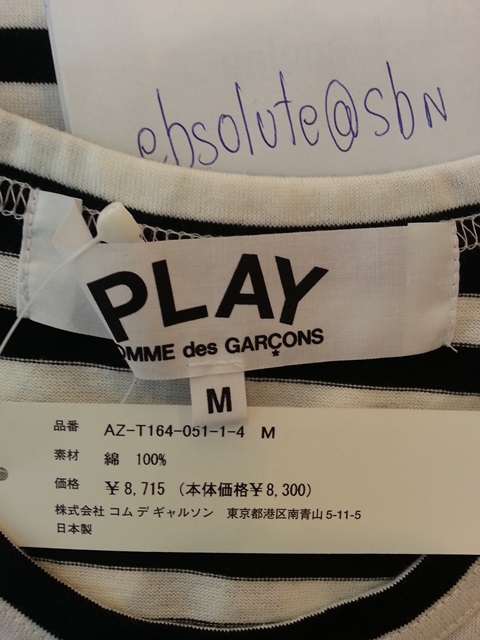 ebsolute@sbN
PLAY
OMME des GARÇONS
M
品番 AZ-T164-051-1-4 M
素材 綿 100%
価格 ¥8,715 (本体価格¥8,300)
株式会社 コム デ ギャルソン 東京都港区南青山 5-11-5
日本製